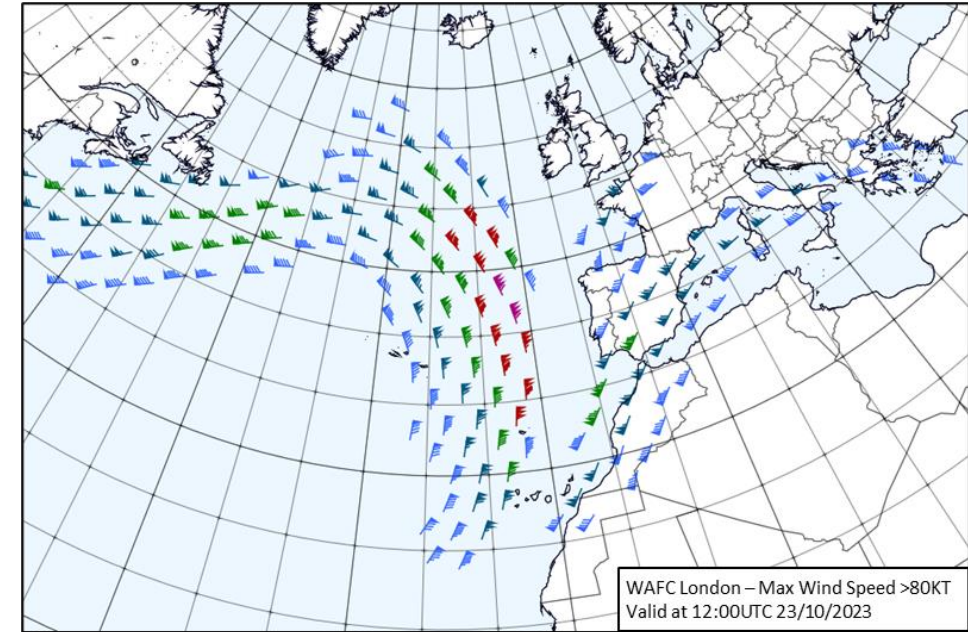 WAFC London – Max Wind Speed >80KT
Valid at 12:00UTC 23/10/2023